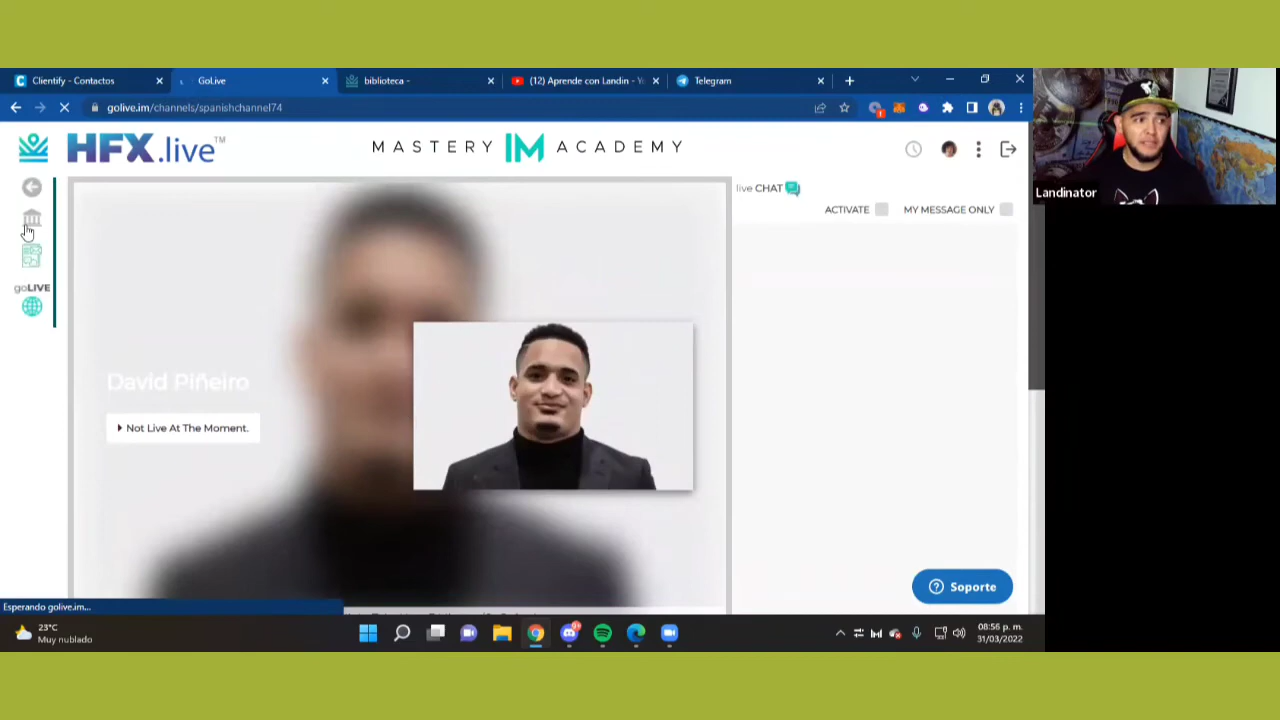 Clientify - Contactos
GoLive
biblioteca -
(12) Aprende con Landin - 
Telegram
golive.im/channels/spanishchannel74
HFX.live™
MASTERY IM ACADEMY
Landinator
live CHAT
ACTIVATE
MY MESSAGE ONLY
goLIVE
David Piñeiro
Not Live At The Moment.
Soporte
Esperando golive.im...
23°C
Muy nublado
08:56 p. m.
31/03/2022